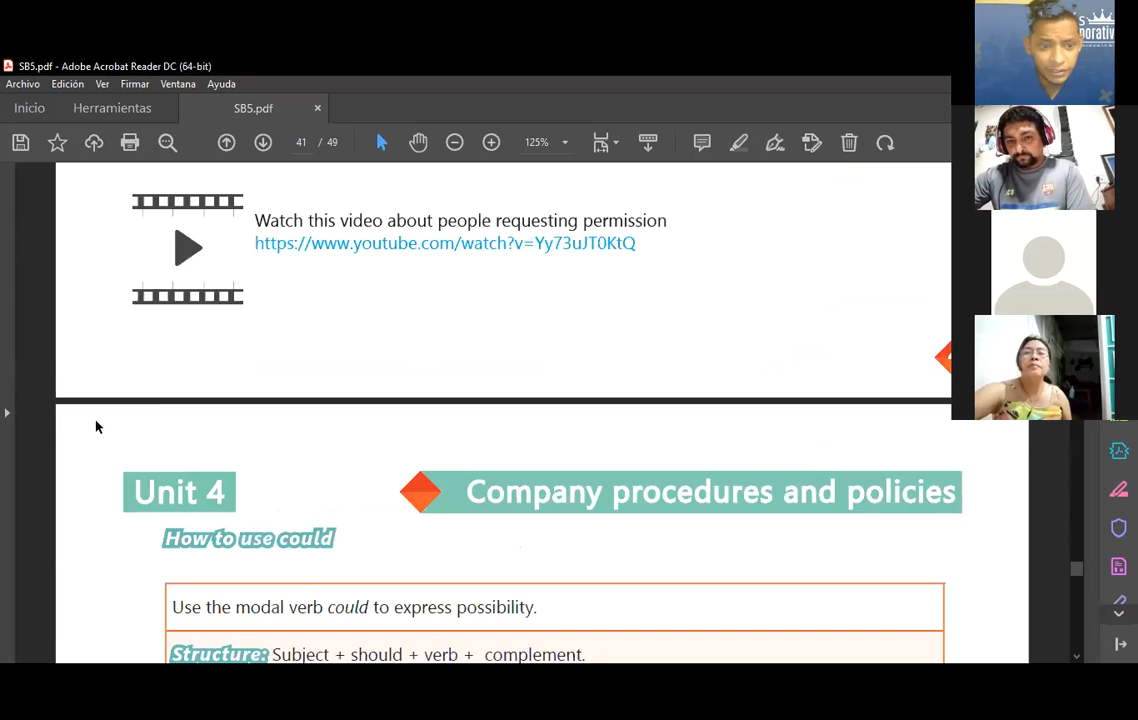 SB5.pdf - Adobe Acrobat Reader DC (64-bit)
Archivo Edición Ver Firmar Ventana Ayuda
Inicio Herramientas SB5.pdf ×
41 / 49 125%
Watch this video about people requesting permission
https://www.youtube.com/watch?v=Yy73uJT0KtQ
Unit 4 Company procedures and policies
How to use could
Use the modal verb could to express possibility.
Structure: Subject + should + verb + complement.